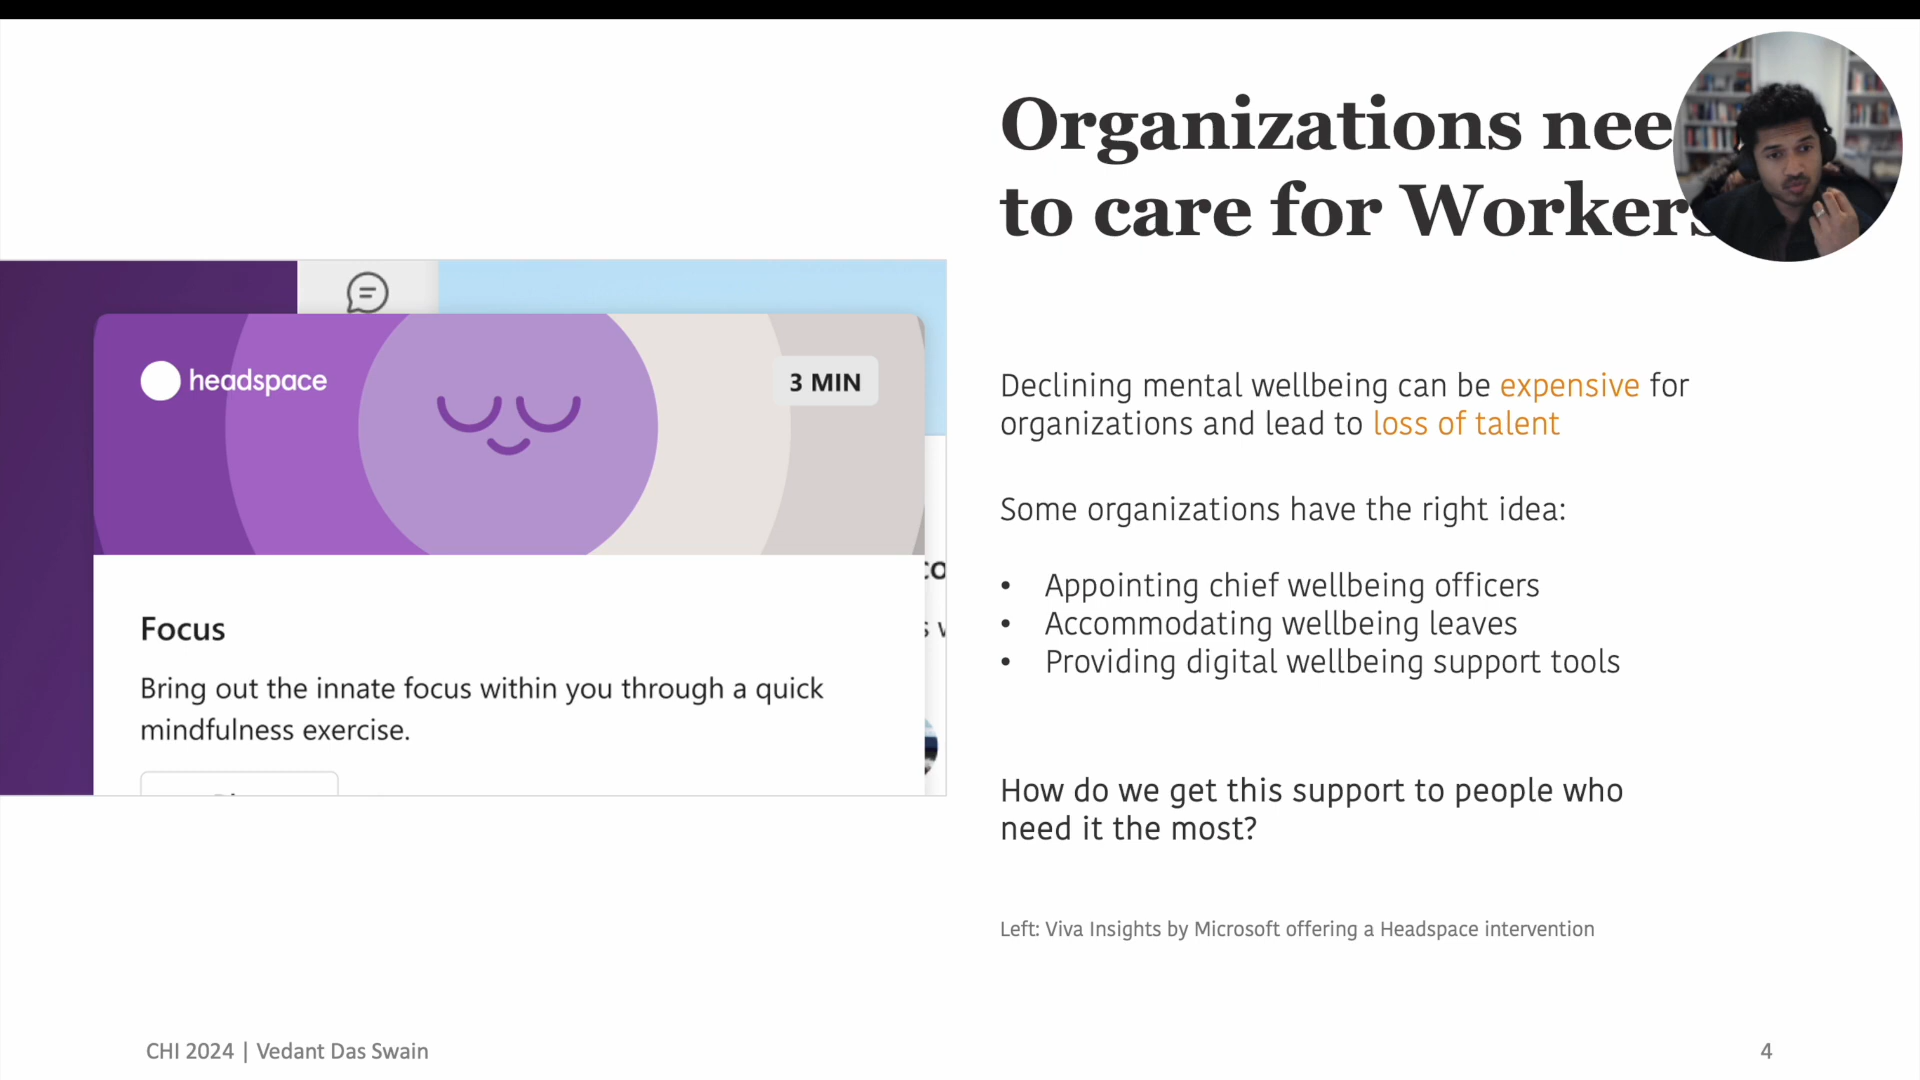 Organizations nee
to care for Workers
headspace
3 MIN
Focus
Bring out the innate focus within you through a quick
mindfulness exercise.
Declining mental wellbeing can be expensive for
organizations and lead to loss of talent
Some organizations have the right idea:
• Appointing chief wellbeing officers
• Accommodating wellbeing leaves
• Providing digital wellbeing support tools
How do we get this support to people who
need it the most?
Left: Viva Insights by Microsoft offering a Headspace intervention
CHI 2024 | Vedant Das Swain
4